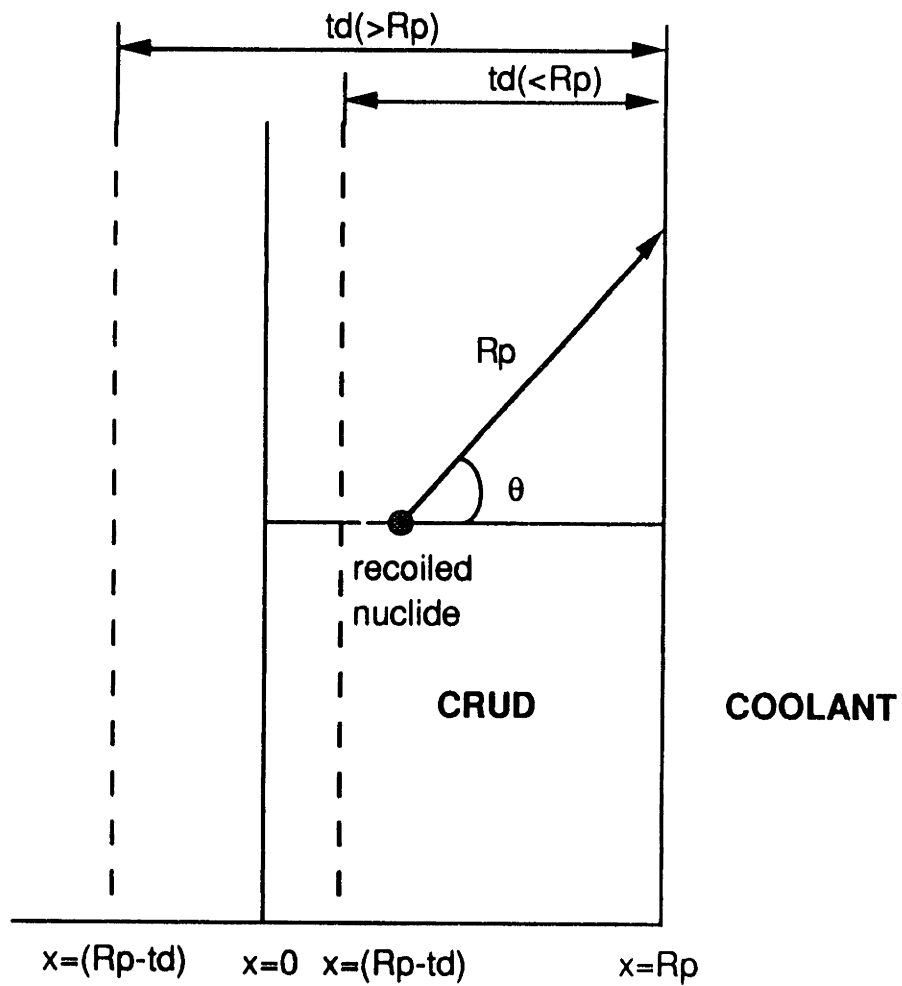 td(>Rp)
td(<Rp)
Rp
θ
recoiled
nuclide
CRUD
COOLANT
x=(Rp-td)
x=0
x=(Rp-td)
x=Rp